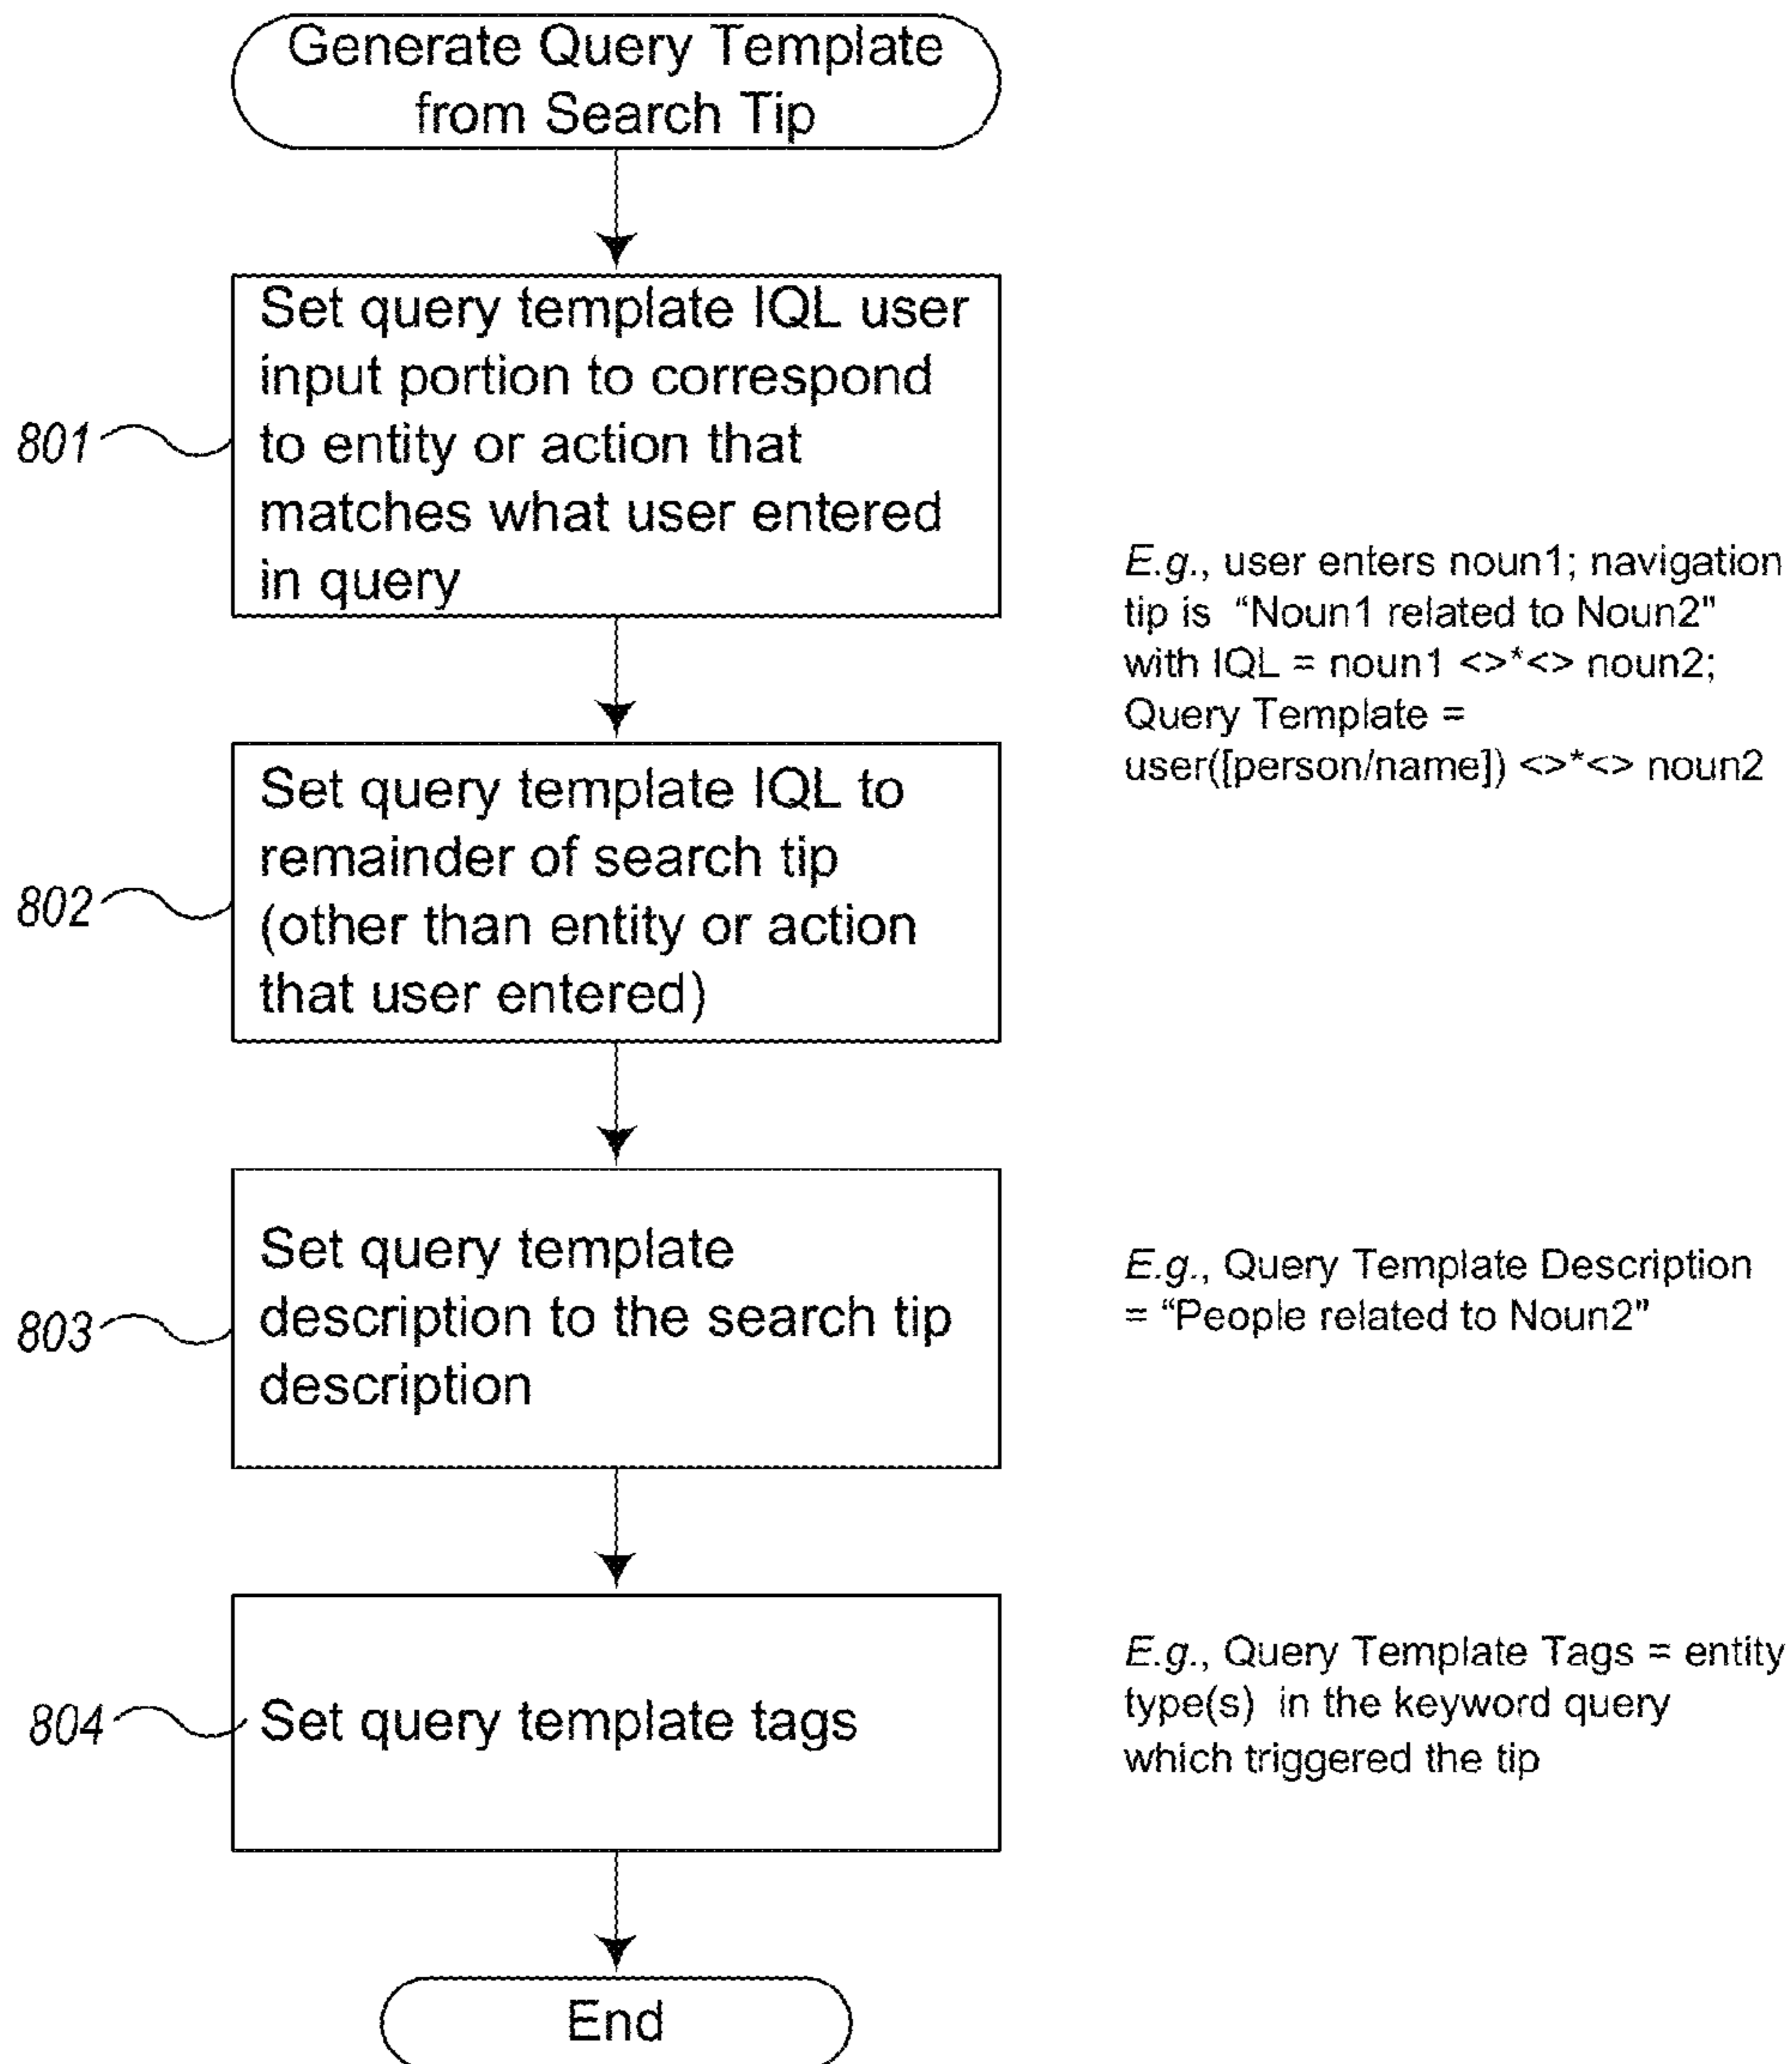 Generate Query Template
from Search Tip
Set query template IQL user
input portion to correspond
to entity or action that
matches what user entered
in query
801
E.g., user enters noun1; navigation
tip is “Noun1 related to Noun2"
with IQL = noun1 <>*<> noun2;
Query Template =
user([person/name]) <>*<> noun2
Set query template IQL to
remainder of search tip
(other than entity or action
that user entered)
802
Set query template
description to the search tip
description
803
E.g., Query Template Description
= “People related to Noun2"
Set query template tags
804
E.g., Query Template Tags = entity
type(s) in the keyword query
which triggered the tip
End